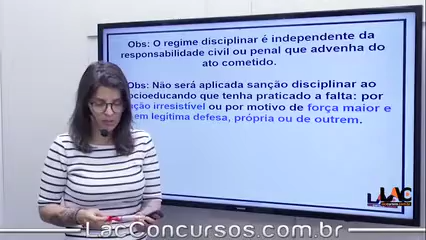 Obs: O regime disciplinar é independente da
responsabilidade civil ou penal que advenha do
ato cometido.
Obs: Não será aplicada sanção disciplinar ao
socioeducando que tenha praticado a falta: por
irresistível ou por motivo de força maior e
em legítima defesa, própria ou de outrem.
LAC
LacConcursos.com.br